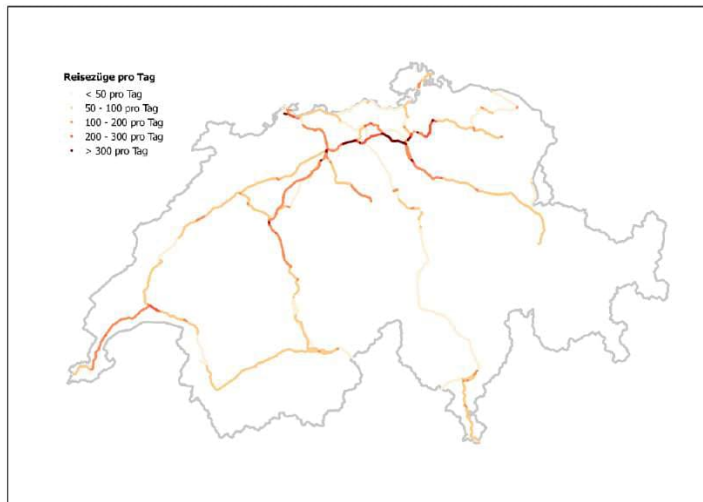 Reisezüge pro Tag
< 50 pro Tag
50 - 100 pro Tag
100 - 200 pro Tag
200 - 300 pro Tag
> 300 pro Tag